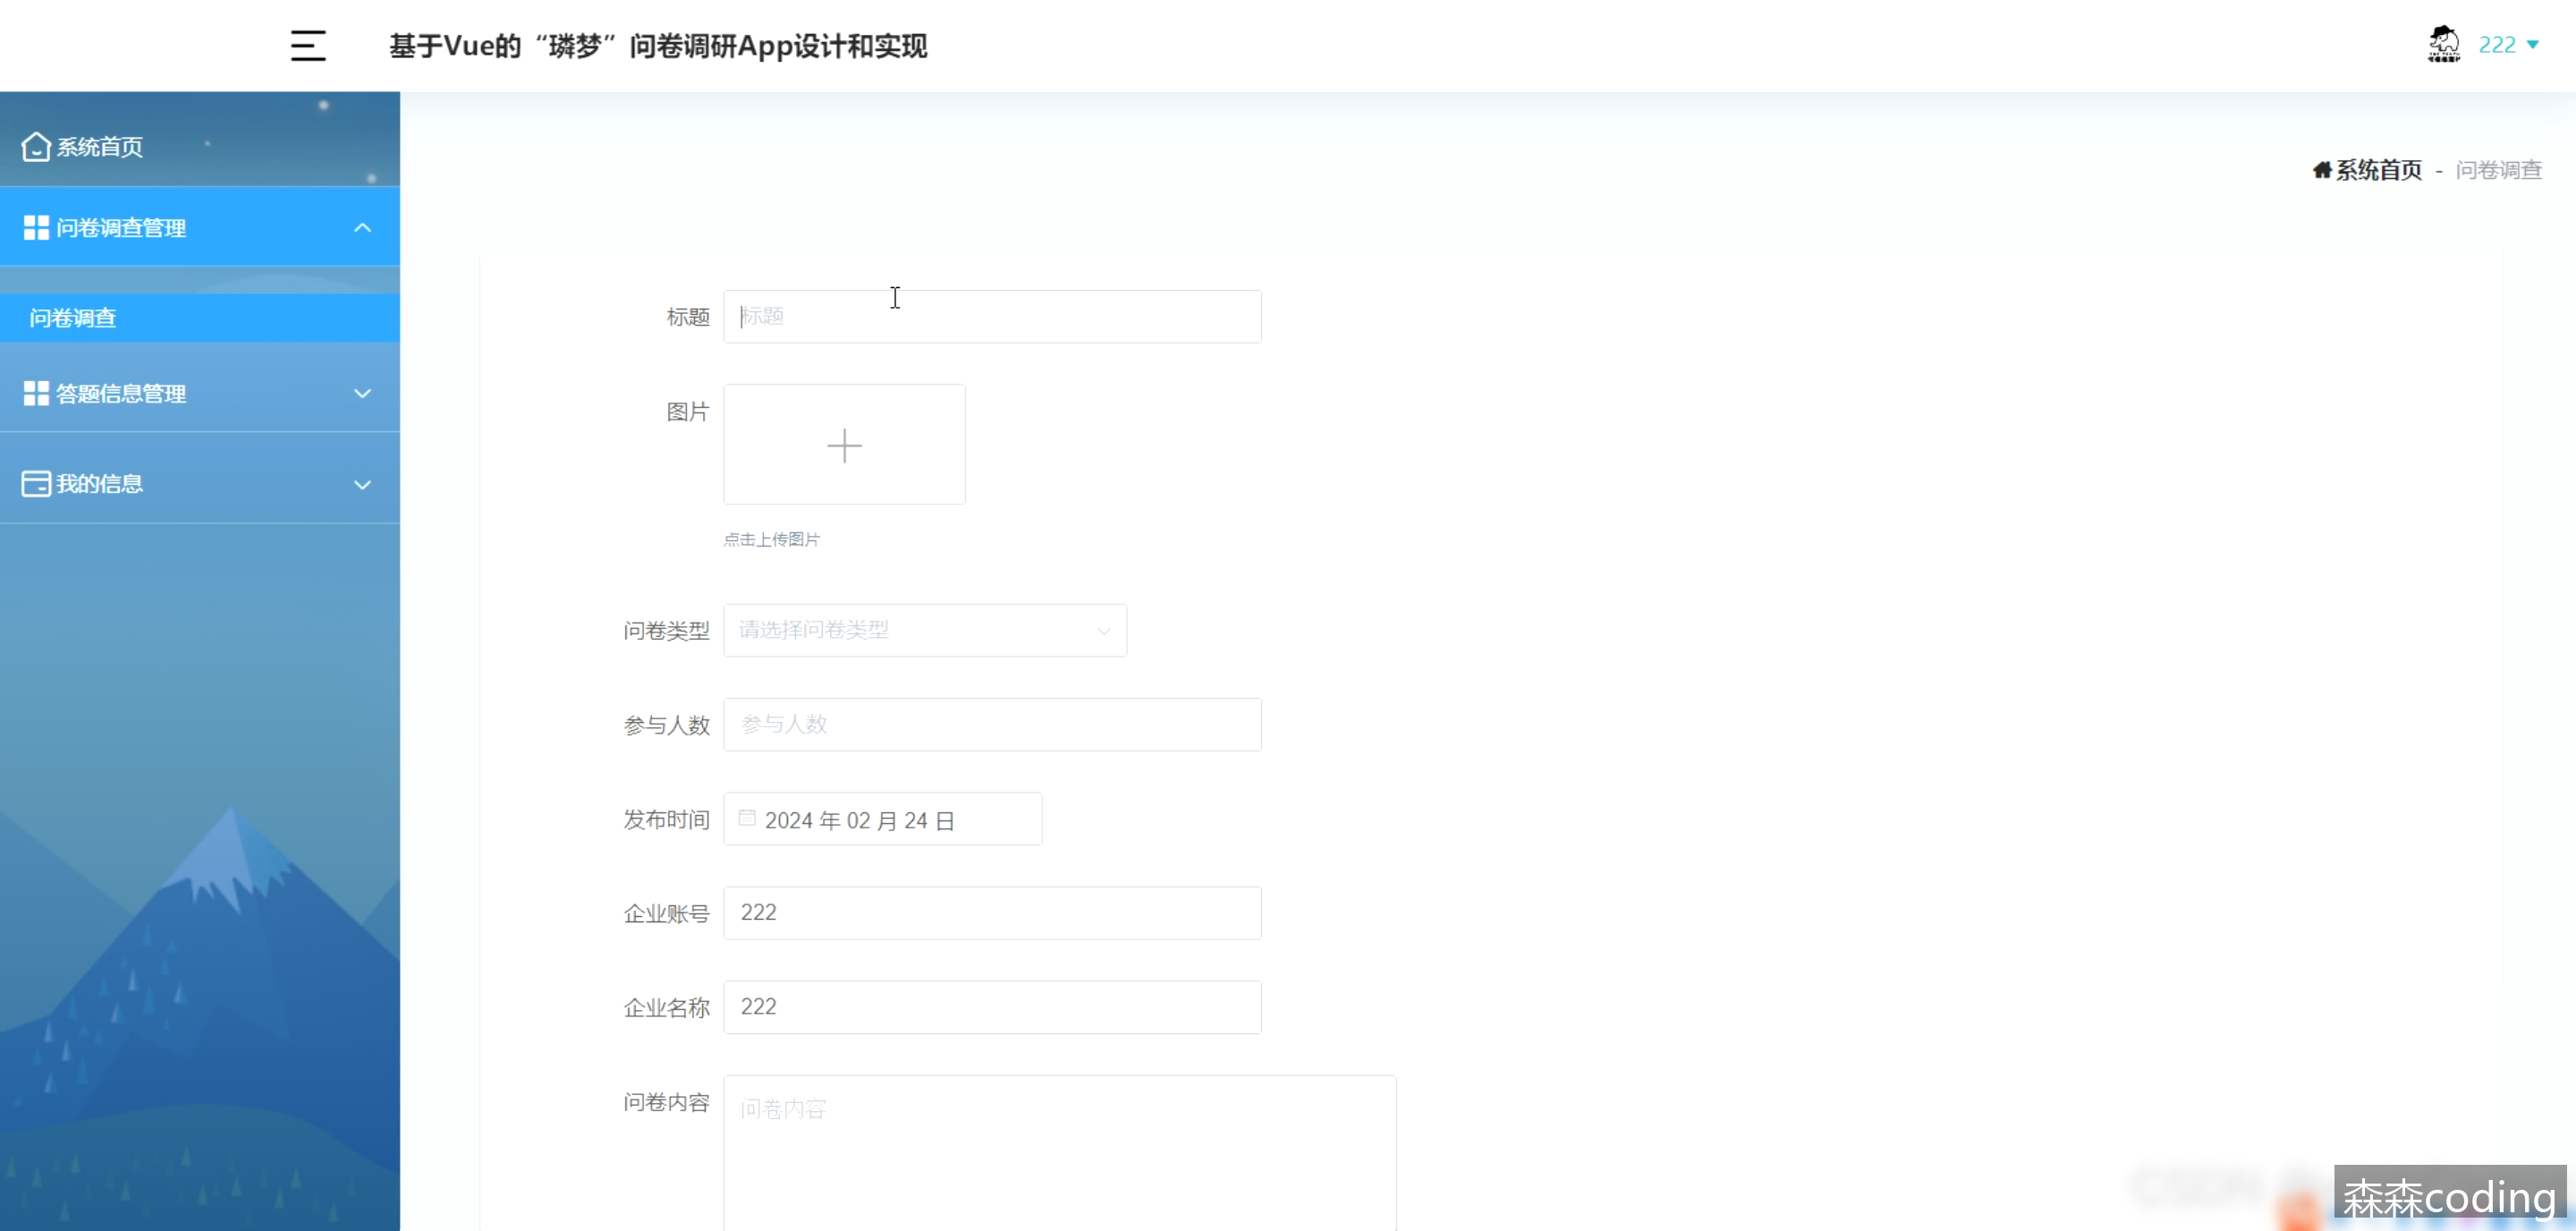 基于Vue的“璘梦”问卷调研App设计和实现
222
系统首页
系统首页 - 问卷调查
问卷调查管理
问卷调查
答题信息管理
我的信息
标题 标题
图片
点击上传图片
问卷类型 请选择问卷类型
参与人数 参与人数
发布时间 2024 年 02 月 24 日
企业账号 222
企业名称 222
问卷内容 问卷内容
森森coding